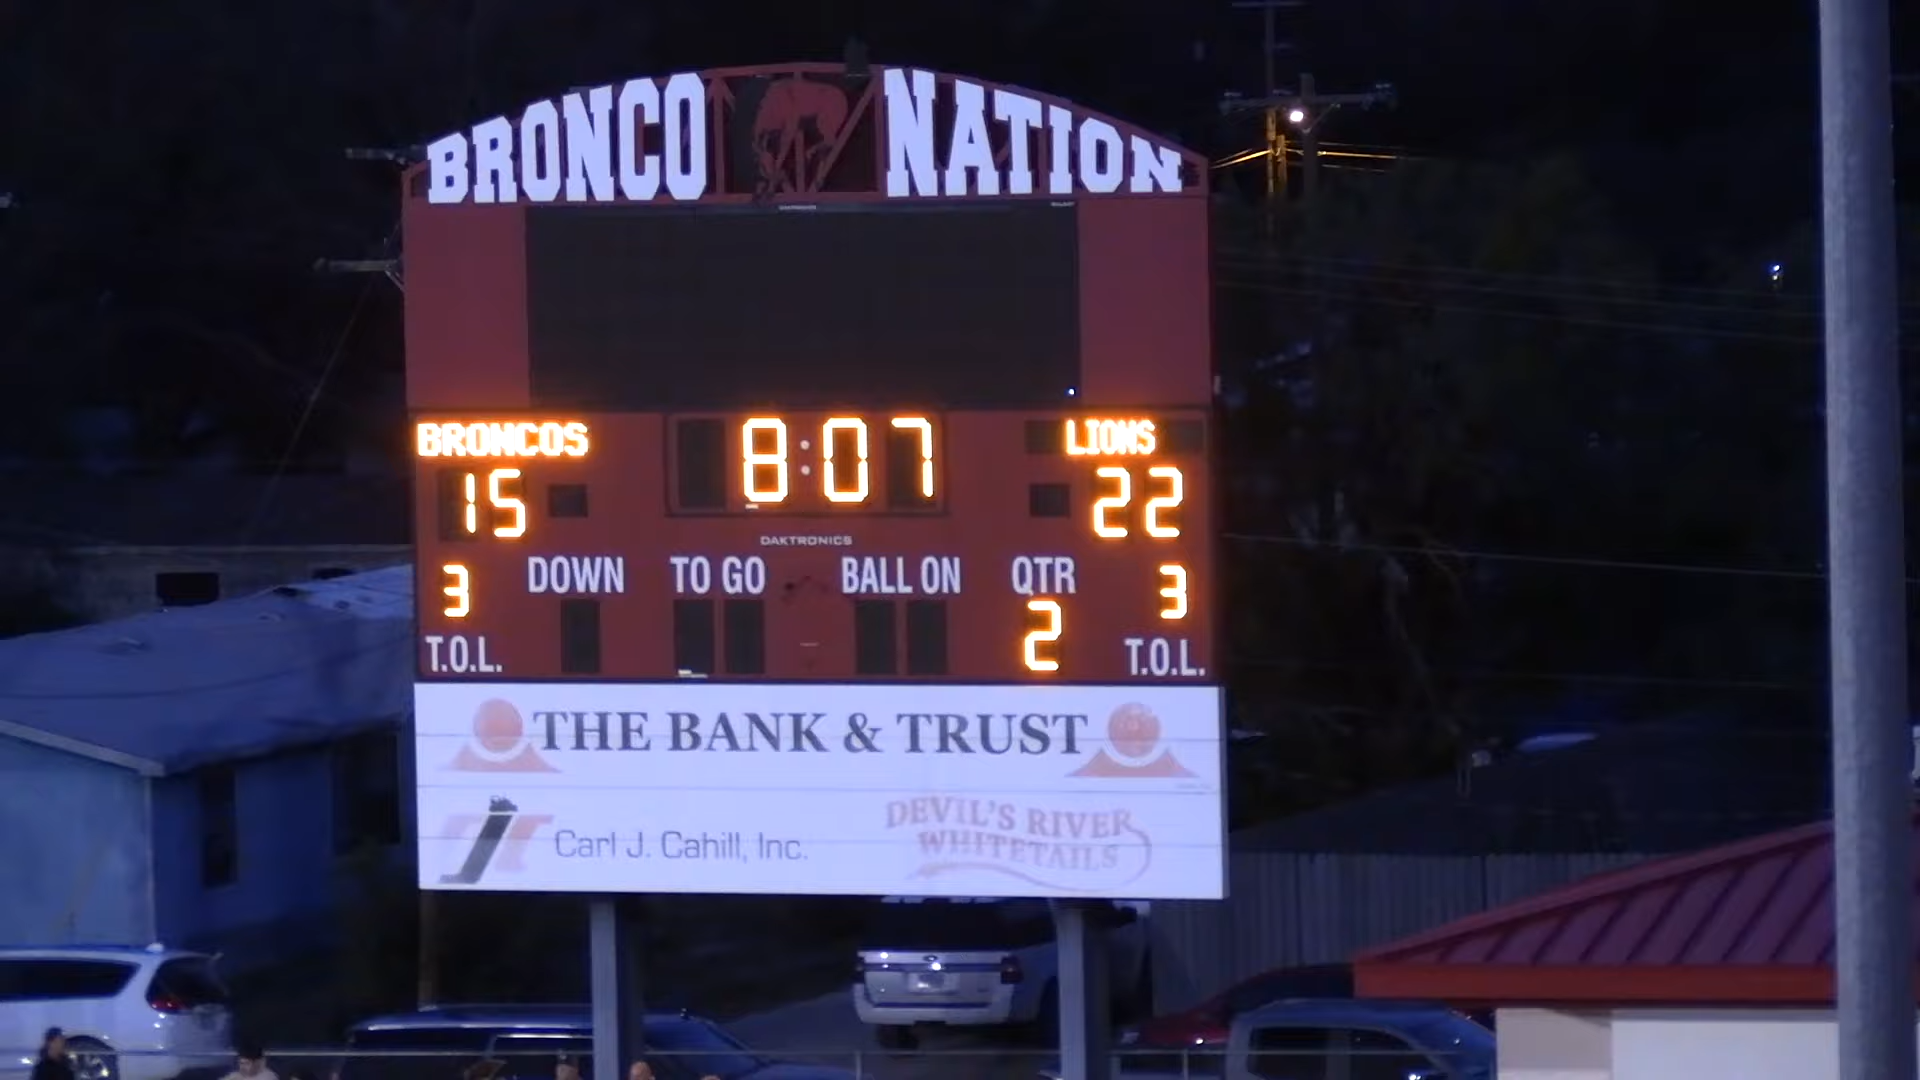 BRONCO NATION
BRONCOS 8:07 LIONS
15 22
DAKTRONICS
DOWN TO GO BALL ON QTR
3 2 3
T.O.L. T.O.L.
THE BANK & TRUST
Carl J. Cahill, Inc.
DEVIL'S RIVER
WHITETAILS